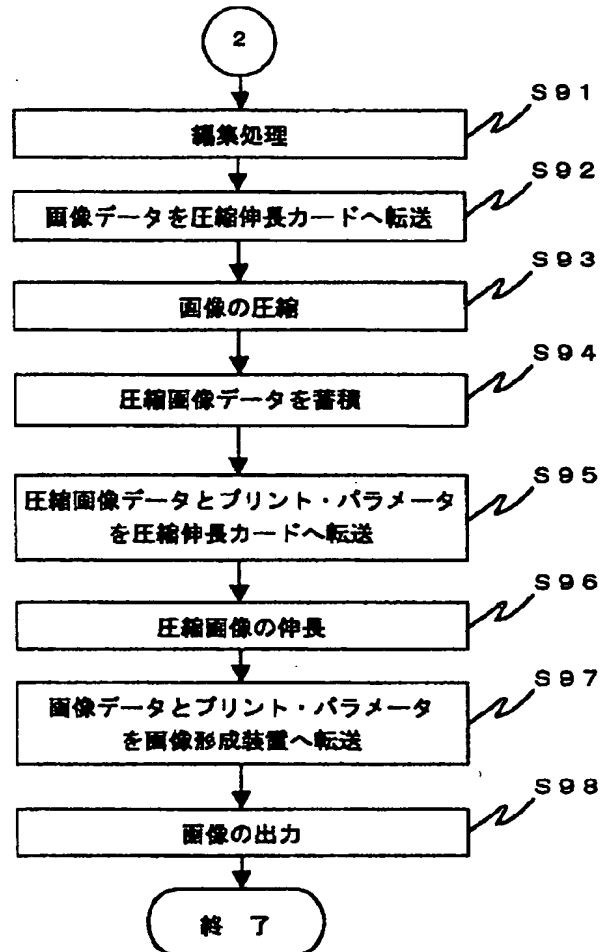 2
S91
編集処理
S92
画像データを圧縮伸長カードへ転送
S93
画像の圧縮
S94
圧縮画像データを蓄積
S95
圧縮画像データとプリント・パラメータ
を圧縮伸長カードへ転送
S96
圧縮画像の伸長
S97
画像データとプリント・パラメータ
を画像形成装置へ転送
S98
画像の出力
終 了